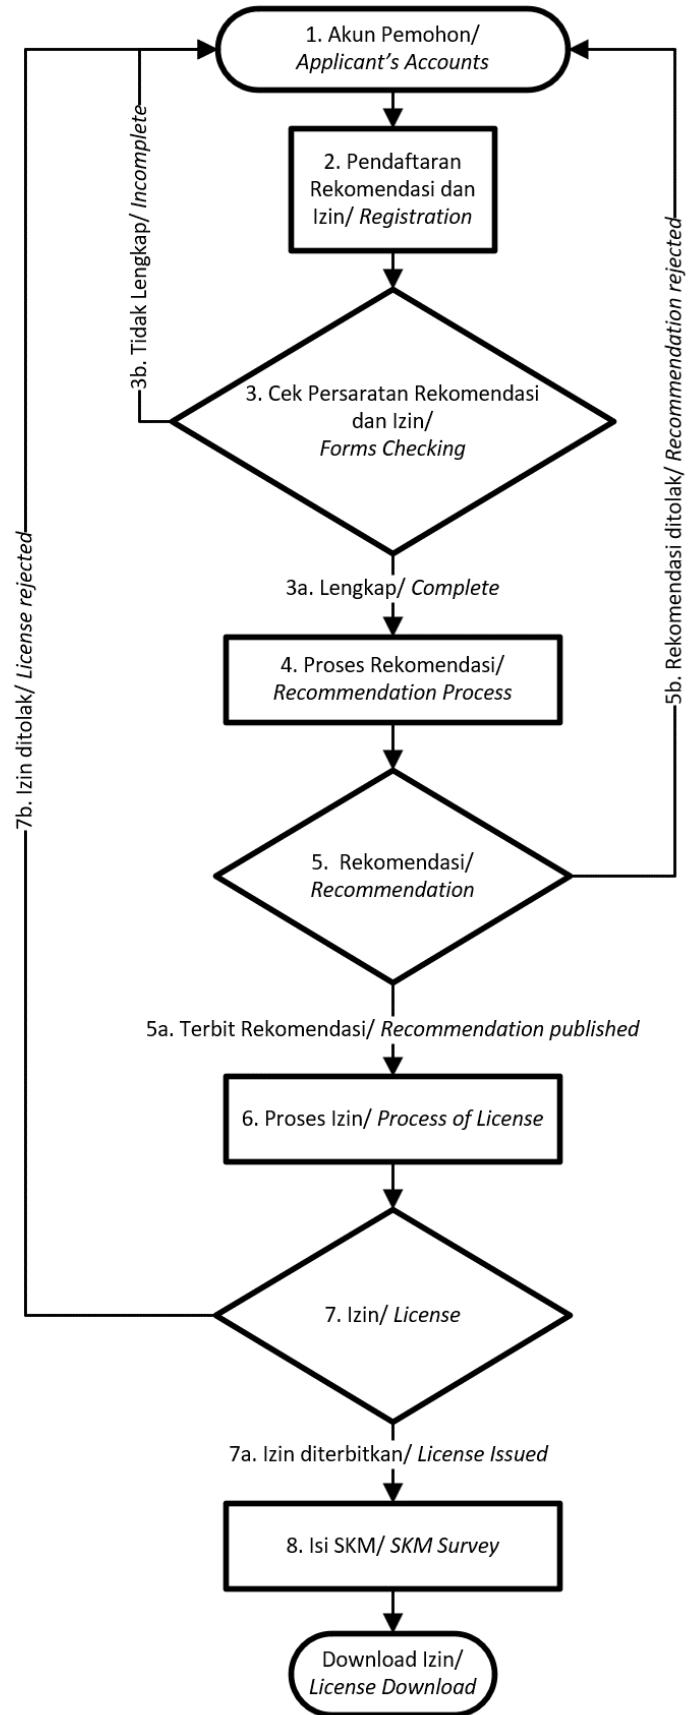 1. Akun Pemohon/
Applicant's Accounts
2. Pendaftaran
Rekomendasi dan
Izin/ Registration
3b. Tidak Lengkap/ Incomplete
3. Cek Persaratan Rekomendasi
dan Izin/
Forms Checking
5b. Rekomendasi ditolak/ Recommendation rejected
7b. Izin ditolak/ License rejected
3a. Lengkap/ Complete
4. Proses Rekomendasi/
Recommendation Process
5. Rekomendasi/
Recommendation
5a. Terbit Rekomendasi/ Recommendation published
6. Proses Izin/ Process of License
7. Izin/ License
7a. Izin diterbitkan/ License Issued
8. Isi SKM/ SKM Survey
Download Izin/
License Download